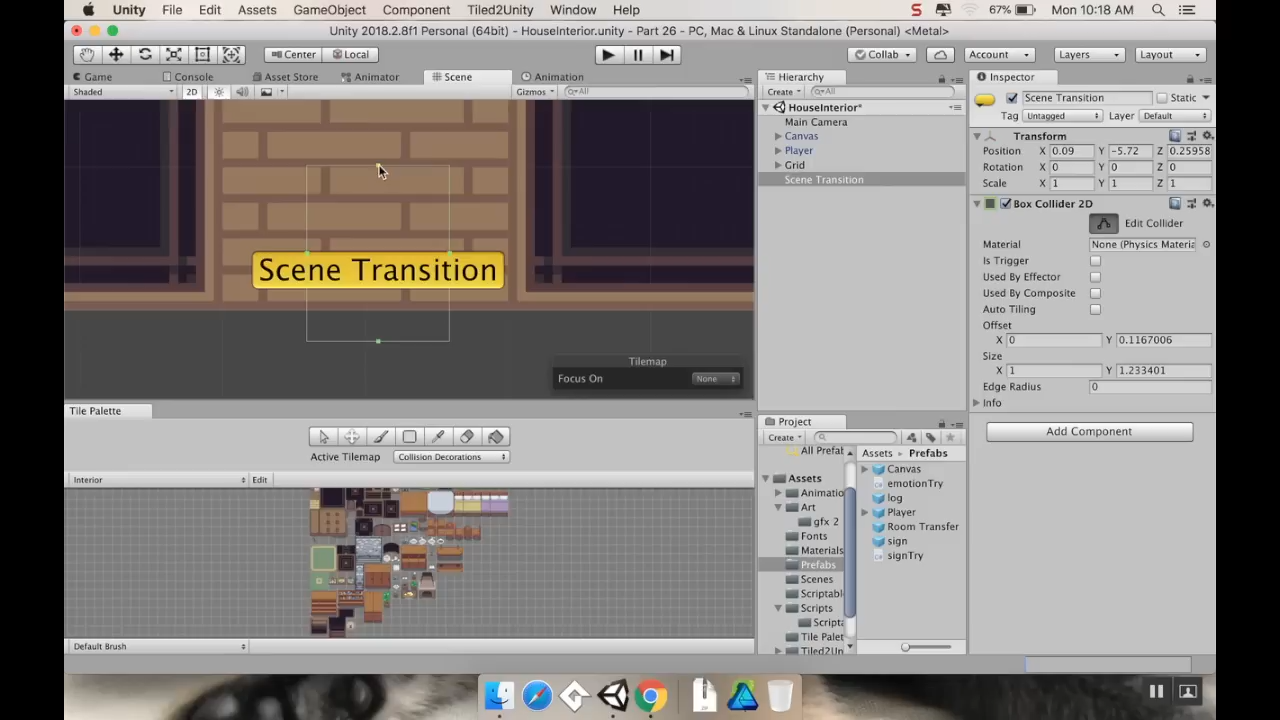 Unity File Edit Assets GameObject Component Tiled2Unity Window Help 67% Mon 10:18 AM
Unity 2018.2.8f1 Personal (64bit) - HouseInterior.unity - Part 26 - PC, Mac & Linux Standalone (Personal) <Metal>
Center Local Collab Account Layers Layout
Game Console Asset Store Animator Scene Animation
Shaded 2D Gizmos All
Scene Transition
Tilemap
Focus On None
Hierarchy
Create All
HouseInterior*
Main Camera
Canvas
Player
Grid
Scene Transition
Inspector
Scene Transition Static
Tag Untagged Layer Default
Transform
Position X 0.09 Y -5.72 Z 0.25958
Rotation X 0 Y 0 Z 0
Scale X 1 Y 1 Z 1
Box Collider 2D
Edit Collider
Material None (Physics Materia
Is Trigger
Used By Effector
Used By Composite
Auto Tiling
Offset
X 0 Y 0.1167006
Size
X 1 Y 1.233401
Edge Radius 0
Info
Add Component
Tile Palette
Active Tilemap Collision Decorations
Interior Edit
Default Brush
Project
Create
All Prefab
Assets
Animatio
Art
gfx 2
Fonts
Materials
Prefabs
Scenes
Scriptabl
Scripts
Scripta
Tile Palet
Tiled2Uni
Assets Prefabs
Canvas
emotionTry
log
Player
Room Transfer
sign
signTry